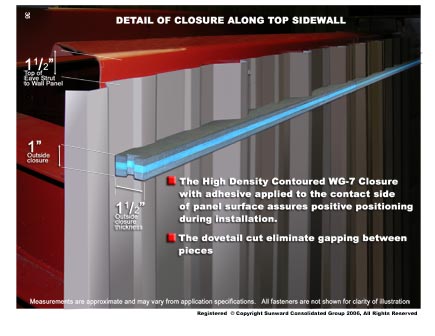 DETAIL OF CLOSURE ALONG TOP SIDEWALL
1 1/2"
Top of
Eave Strut
to Wall Panel
1"
Outside
closure
1 1/2"
Outside
closure
thickness
The High Density Contoured WG-7 Closure
with adhesive applied to the contact side
of panel surface assures positive positioning
during installation.
The dovetail cut eliminate gapping between
pieces
Measurements are approximate and may vary from application specifications. All fasteners are not shown for clarity of illustration
Registered © Copyright Sunward Consolidated Group 2006, All Rights Reserved